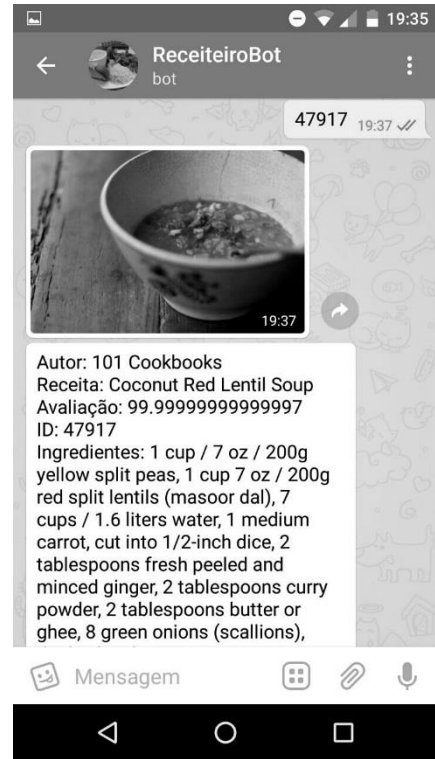 19:35
ReceiteiroBot
bot
47917 19:37
19:37
Autor: 101 Cookbooks
Receita: Coconut Red Lentil Soup
Avaliação: 99.99999999999997
ID: 47917
Ingredientes: 1 cup / 7 oz / 200g
yellow split peas, 1 cup 7 oz / 200g
red split lentils (masoor dal), 7
cups / 1.6 liters water, 1 medium
carrot, cut into 1/2-inch dice, 2
tablespoons fresh peeled and
minced ginger, 2 tablespoons curry
powder, 2 tablespoons butter or
ghee, 8 green onions (scallions),
Mensagem